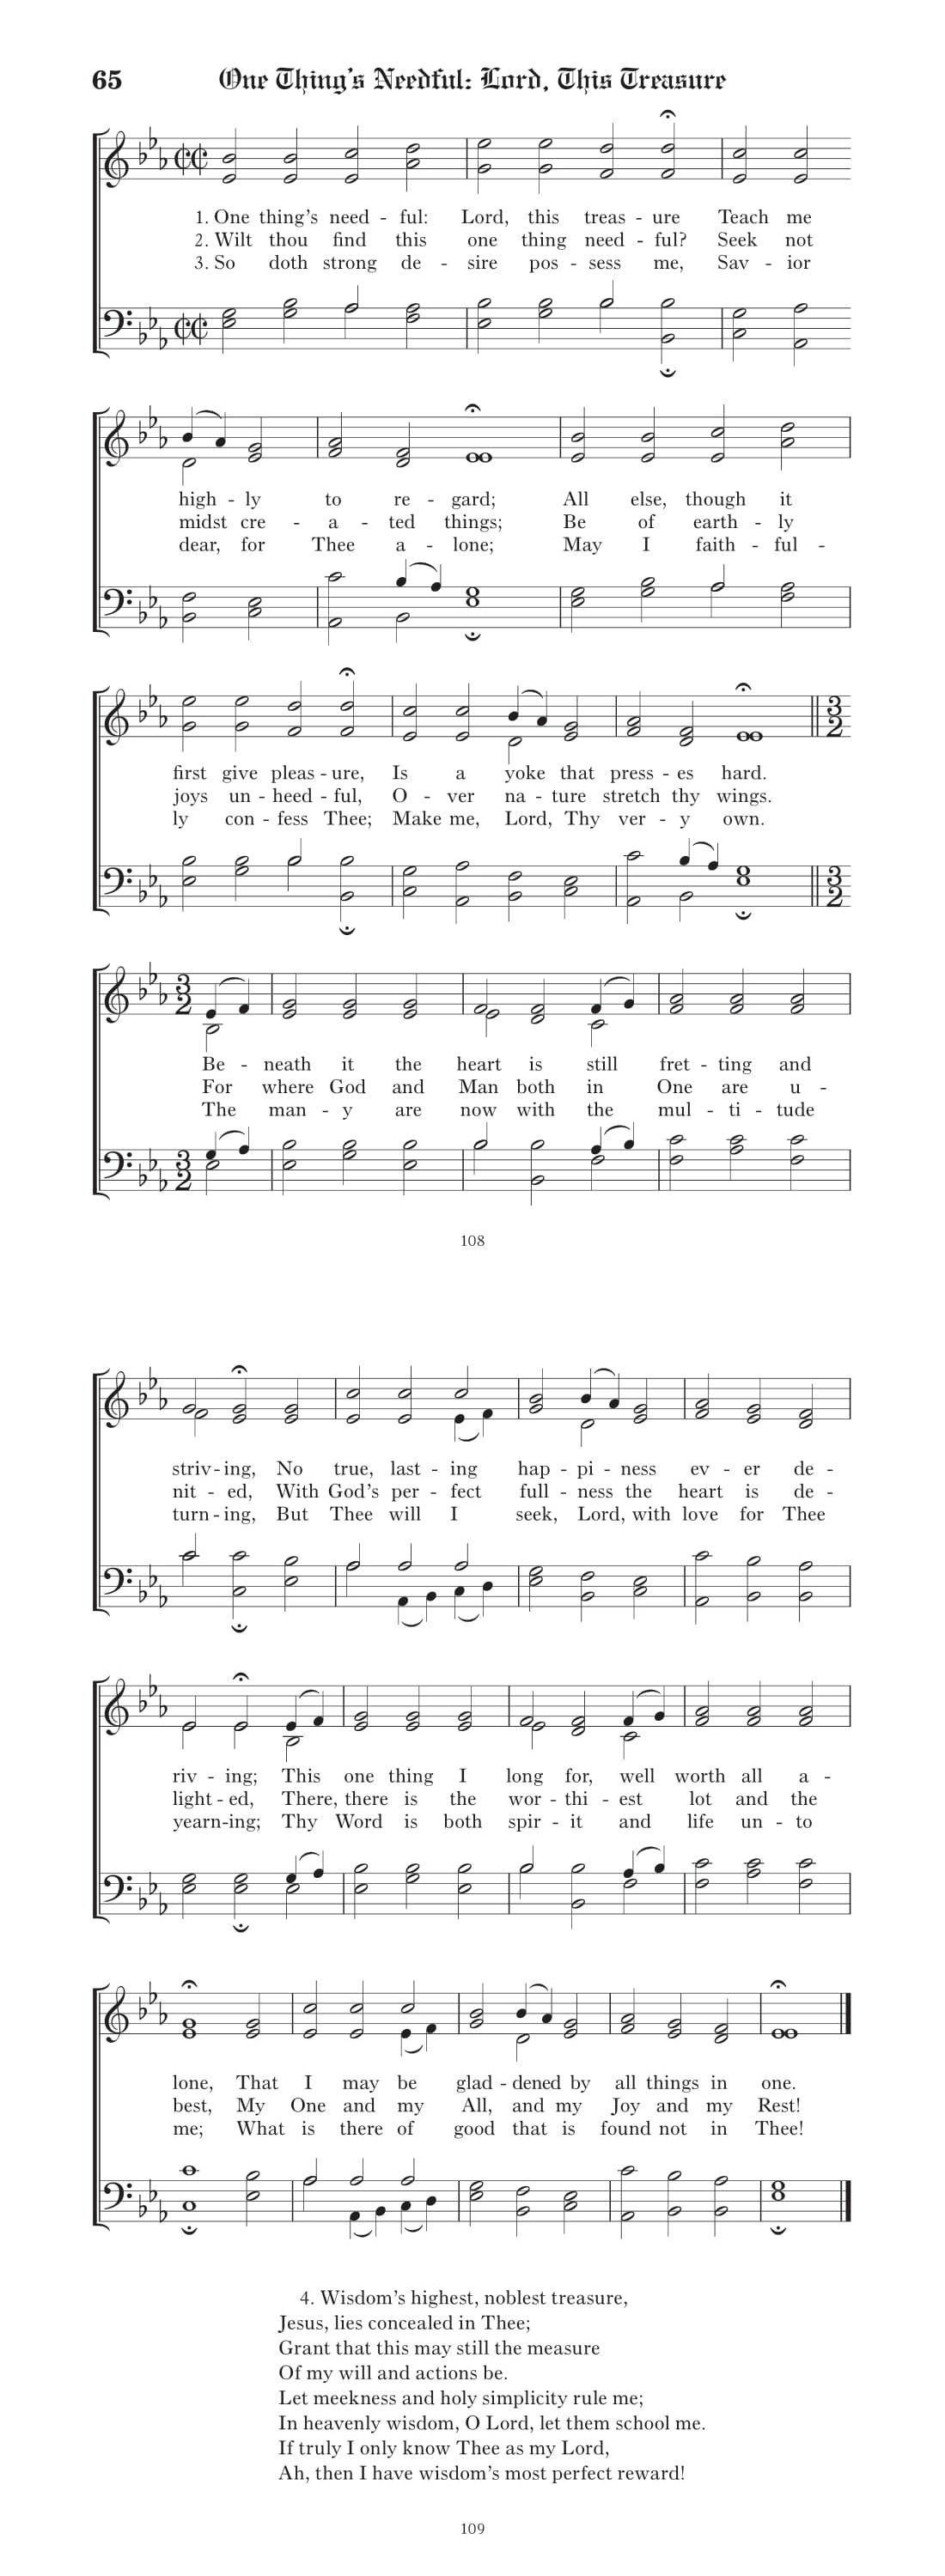 65 One Thing's Needful: Lord, This Treasure
1. One thing's need - ful: Lord, this treas - ure Teach me
2. Wilt thou find this one thing need - ful? Seek not
3. So doth strong de - sire pos - sess me, Sav - ior
high - ly to re - gard; All else, though it
midst cre - a - ted things; Be of earth - ly
dear, for Thee a - lone; May I faith - ful -
first give pleas - ure, Is a yoke that press - es hard.
joys un - heed - ful, O - ver na - ture stretch thy wings.
ly con - fess Thee; Make me, Lord, Thy ver - y own.
3 2
3 2
3 2
Be - neath it the heart is still fret - ting and
For where God and Man both in One are u -
The man - y are now with the mul - ti - tude
3 2
108
striv - ing, No true, last - ing hap - pi - ness ev - er de -
nit - ed, With God's per - fect full - ness the heart is de -
turn - ing, But Thee will I seek, Lord, with love for Thee
riv - ing; This one thing I long for, well worth all a -
light - ed, There, there is the wor - thi - est lot and the
yearn-ing; Thy Word is both spir - it and life un - to
lone, That I may be glad - dened by all things in one.
best, My One and my All, and my Joy and my Rest!
me; What is there of good that is found not in Thee!
4. Wisdom's highest, noblest treasure,
Jesus, lies concealed in Thee;
Grant that this may still the measure
Of my will and actions be.
Let meekness and holy simplicity rule me;
In heavenly wisdom, O Lord, let them school me.
If truly I only know Thee as my Lord,
Ah, then I have wisdom's most perfect reward!
109